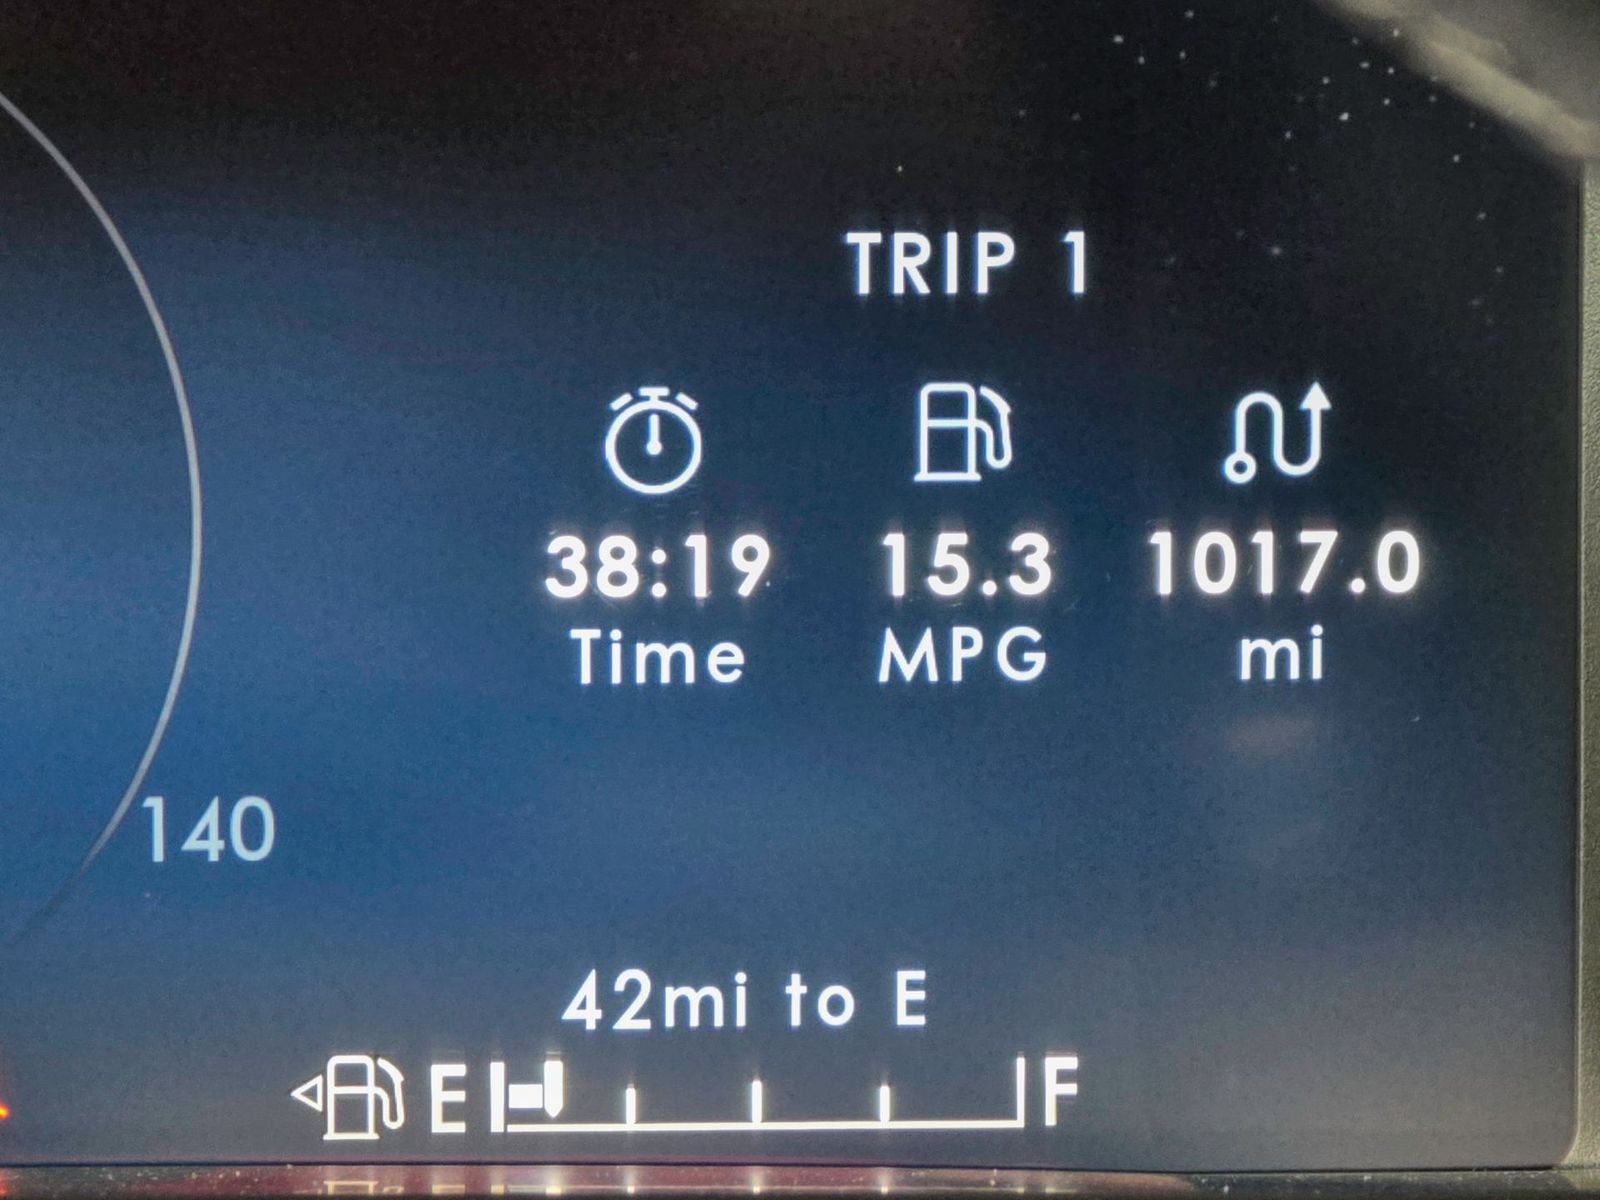 TRIP 1
38:19 15.3 1017.0
Time MPG mi
140
42mi to E
E F